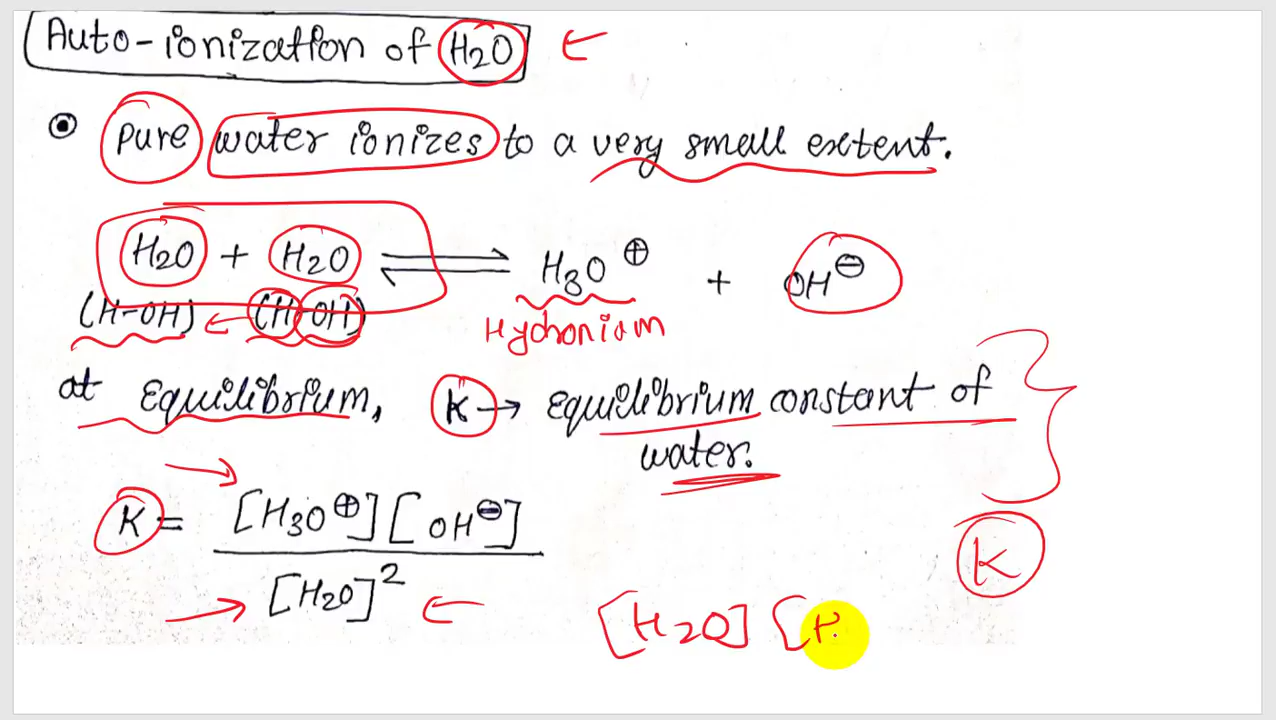 Auto-ionization of H2O ←
pure water ionizes to a very small extent.
H2O + H2O ⇌ H3O⊕ + OH⊖
(H-OH) ← (H-OH) Hydronium
at equilibrium, K → equilibrium constant of
water.
K = [H3O⊕][OH⊖]
[H2O]² ←
K
[H2O] [H